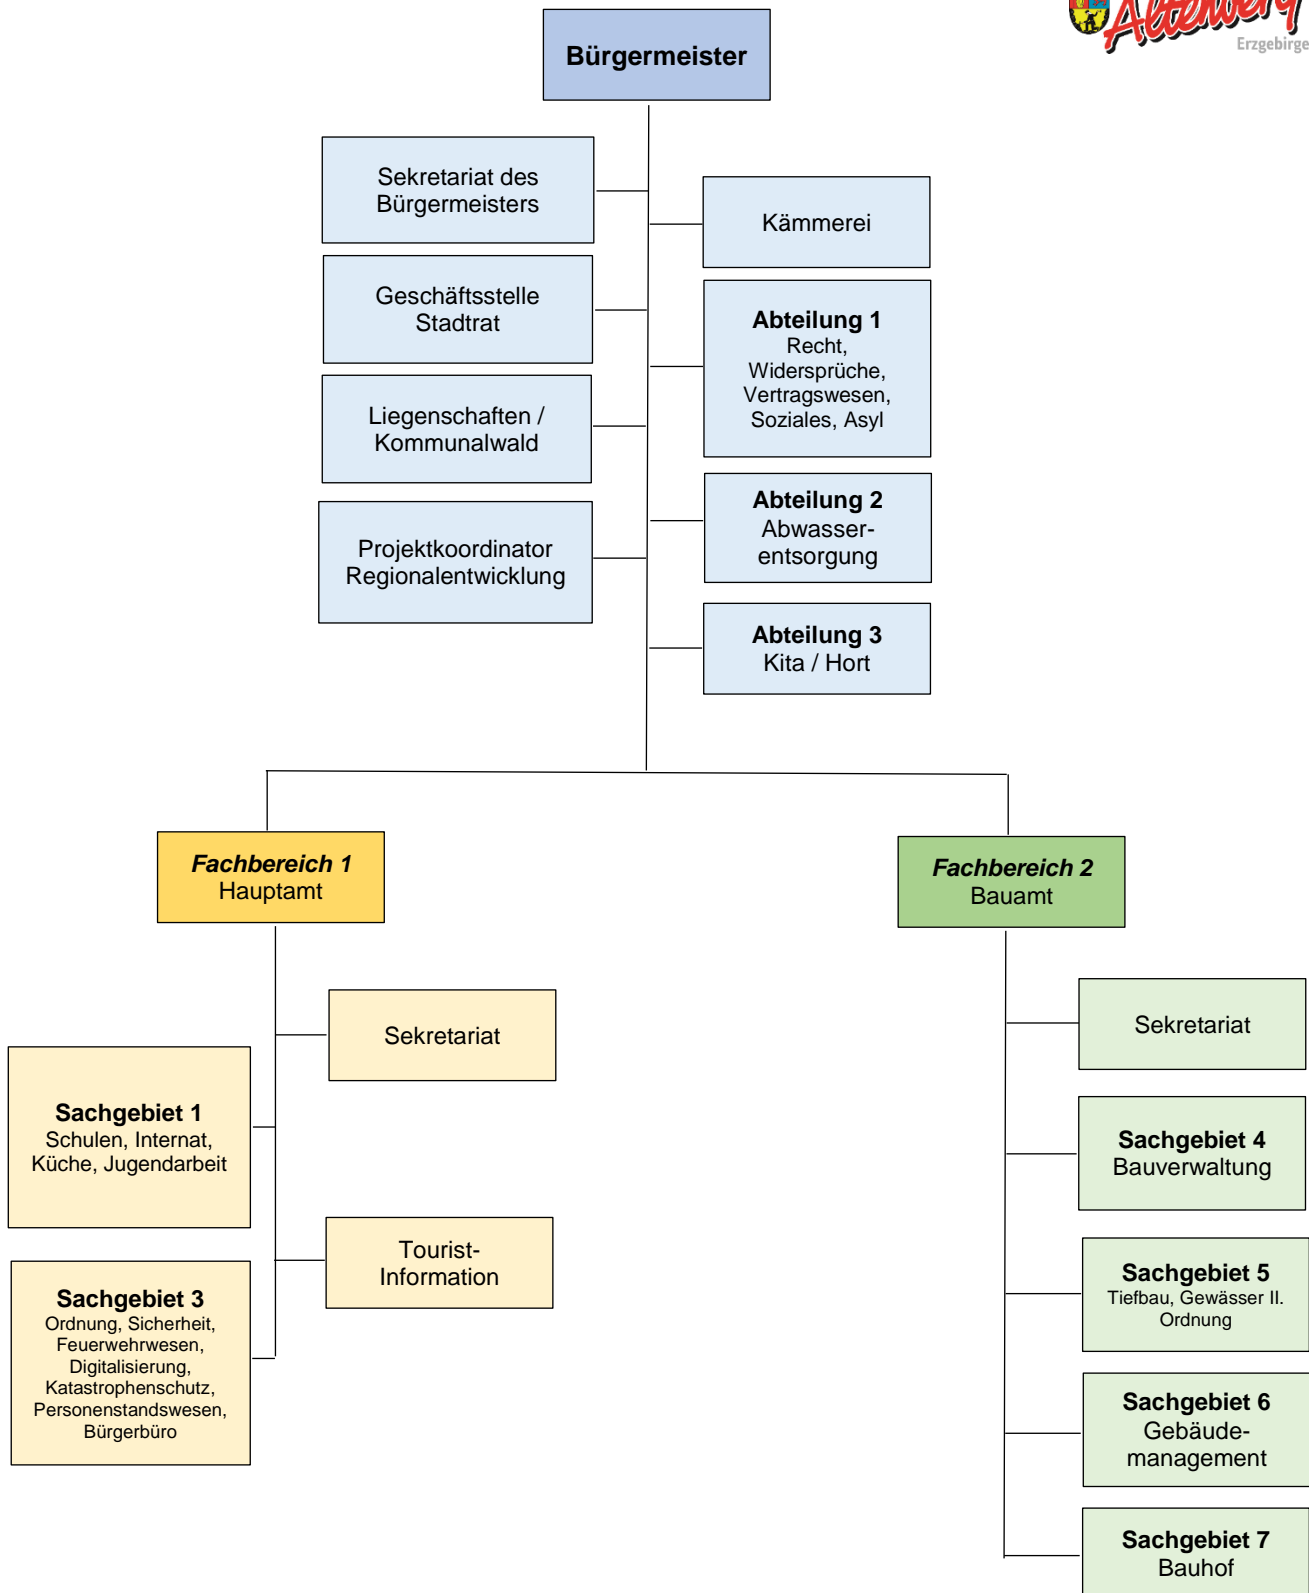 Altenberg
Erzgebirge
Bürgermeister
Sekretariat des
Bürgermeisters
Kämmerei
Geschäftsstelle
Stadtrat
Abteilung 1
Recht,
Widersprüche,
Vertragswesen,
Soziales, Asyl
Liegenschaften /
Kommunalwald
Abteilung 2
Abwasser-
entsorgung
Projektkoordinator
Regionalentwicklung
Abteilung 3
Kita / Hort
Fachbereich 1
Hauptamt
Sekretariat
Sachgebiet 1
Schulen, Internat,
Küche, Jugendarbeit
Tourist-
Information
Sachgebiet 3
Ordnung, Sicherheit,
Feuerwehrwesen,
Digitalisierung,
Katastrophenschutz,
Personenstandswesen,
Bürgerbüro
Fachbereich 2
Bauamt
Sekretariat
Sachgebiet 4
Bauverwaltung
Sachgebiet 5
Tiefbau, Gewässer II.
Ordnung
Sachgebiet 6
Gebäude-
management
Sachgebiet 7
Bauhof